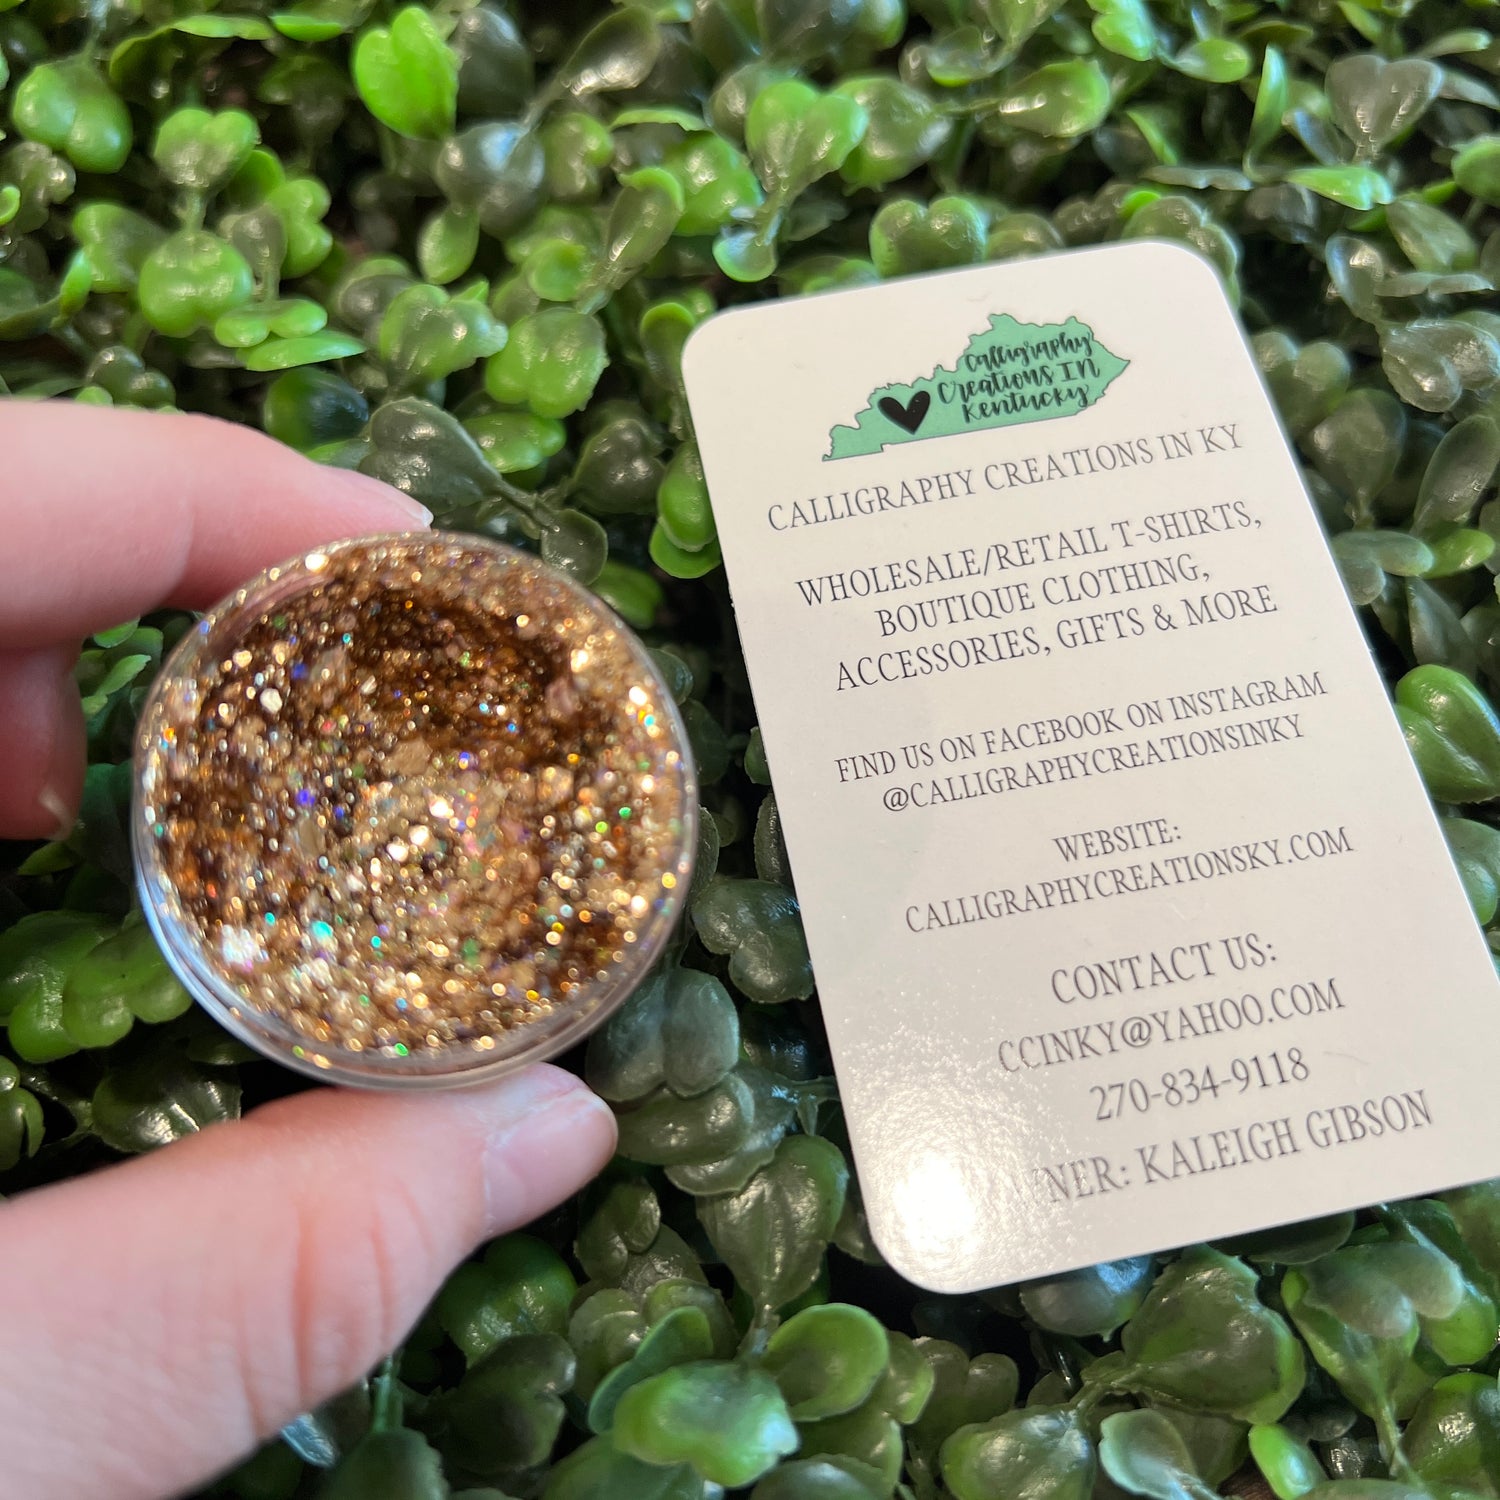 Calligraphy
Creations IN
Kentucky
CALLIGRAPHY CREATIONS IN KY
WHOLESALE/RETAIL T-SHIRTS,
BOUTIQUE CLOTHING,
ACCESSORIES, GIFTS & MORE
FIND US ON FACEBOOK ON INSTAGRAM
@CALLIGRAPHYCREATIONSINKY
WEBSITE:
CALLIGRAPHYCREATIONSKY.COM
CONTACT US:
CCINKY@YAHOO.COM
270-834-9118
KALEIGH GIBSON